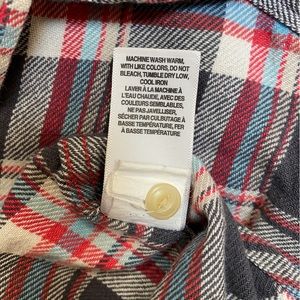 MACHINE WASH WARM,
WITH LIKE COLORS, DO NOT
BLEACH, TUMBLE DRY LOW,
COOL IRON
LAVER À LA MACHINE À
L'EAU CHAUDE, AVEC DES
COULEURS SEMBLABLES,
NE PAS JAVELLISER,
SÉCHER PAR CULBUTAGE À
BASSE TEMPÉRATURE, FER
À BASSE TEMPÉRATURE